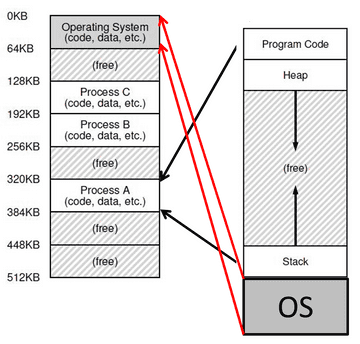 0KB
Operating System
(code, data, etc.)
64KB
(free)
128KB
Process C
(code, data, etc.)
192KB
Process B
(code, data, etc.)
256KB
(free)
320KB
Process A
(code, data, etc.)
384KB
(free)
448KB
(free)
512KB
Program Code
Heap
(free)
Stack
OS